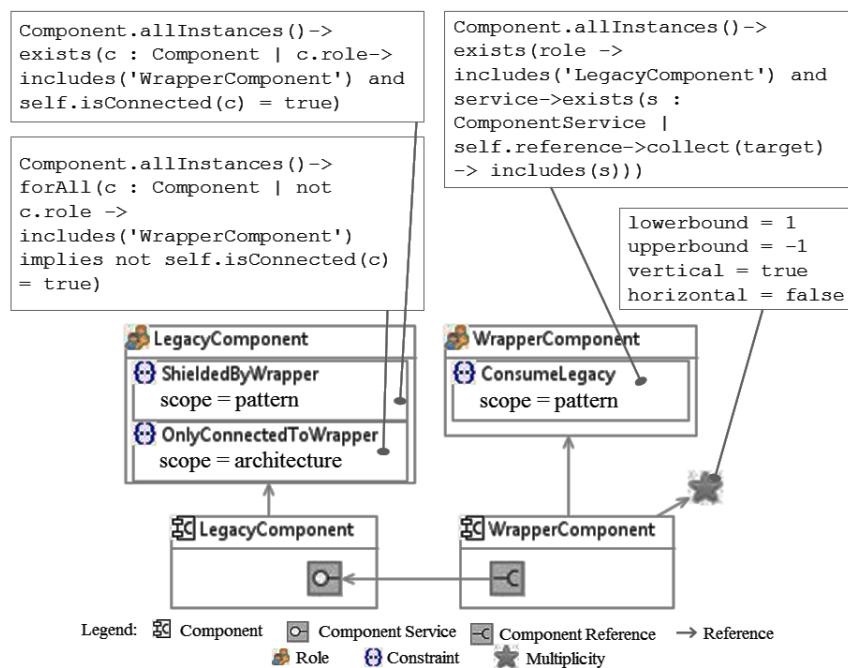 Component.allInstances()->
exists(c : Component | c.role->
includes('WrapperComponent') and
self.isConnected(c) = true)
Component.allInstances()->
exists(role ->
includes('LegacyComponent') and
service->exists(s :
ComponentService |
self.reference->collect(target)
-> includes(s)))
Component.allInstances()->
forAll(c : Component | not
c.role ->
includes('WrapperComponent')
implies not self.isConnected(c)
= true)
lowerbound = 1
upperbound = -1
vertical = true
horizontal = false
LegacyComponent
ShieldedByWrapper
scope = pattern
OnlyConnectedToWrapper
scope = architecture
WrapperComponent
ConsumeLegacy
scope = pattern
LegacyComponent
WrapperComponent
Legend: Component Component Service Component Reference Reference
Role Constraint Multiplicity